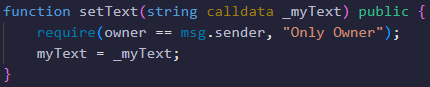 function setText(string calldata _myText) public {
    require(owner == msg.sender, "Only Owner");
    myText = _myText;
}